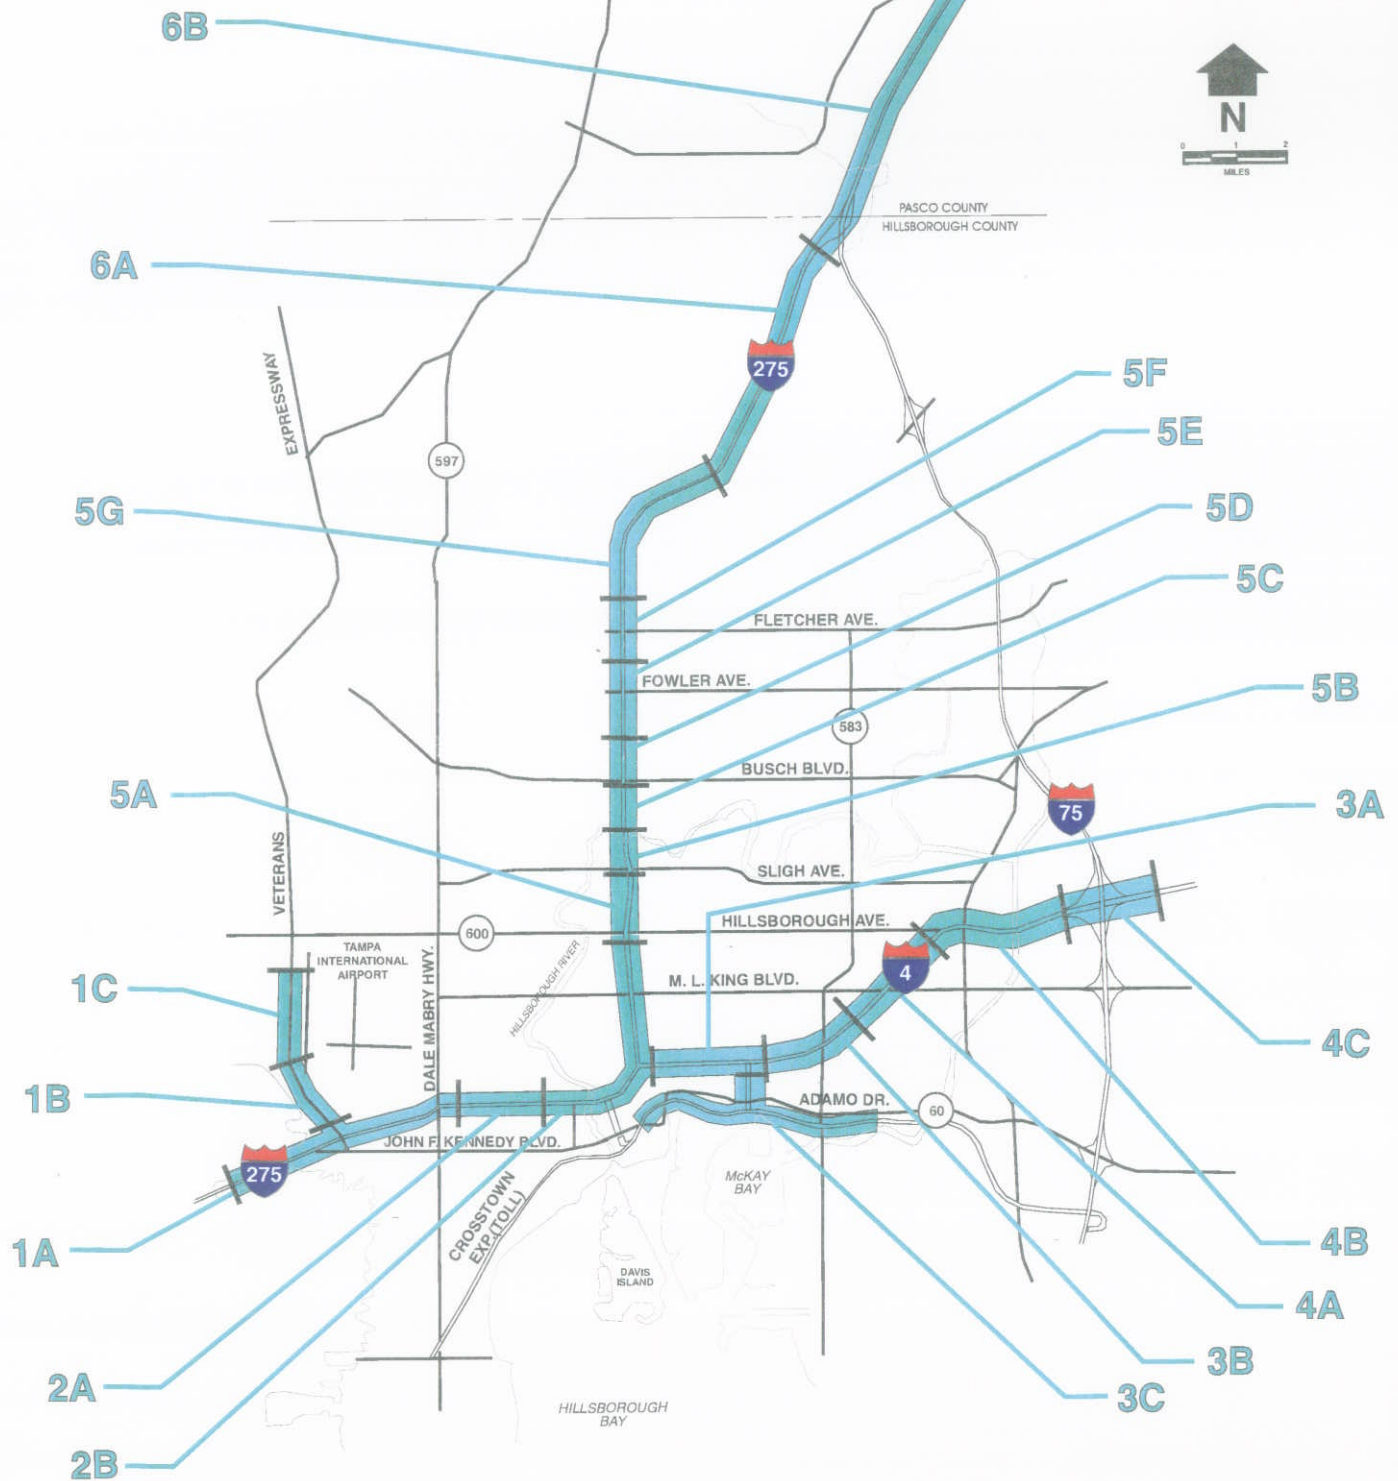 6B
N
0 1 2
MILES
PASCO COUNTY
HILLSBOROUGH COUNTY
6A
275
5F
EXPRESSWAY
5E
597
5G
5D
5C
FLETCHER AVE.
FOWLER AVE.
5B
583
BUSCH BLVD.
5A
3A
75
VETERANS
SLIGH AVE.
HILLSBOROUGH AVE.
600
TAMPA
INTERNATIONAL
AIRPORT
DALE MABRY HWY.
HILLSBOROUGH RIVER
4
M. L. KING BLVD.
1C
4C
1B
ADAMO DR.
60
JOHN F. KENNEDY BLVD.
275
McKAY
BAY
CROSSTOWN
EXP.(TOLL)
1A
4B
DAVIS
ISLAND
4A
3B
2A
3C
HILLSBOROUGH
BAY
2B